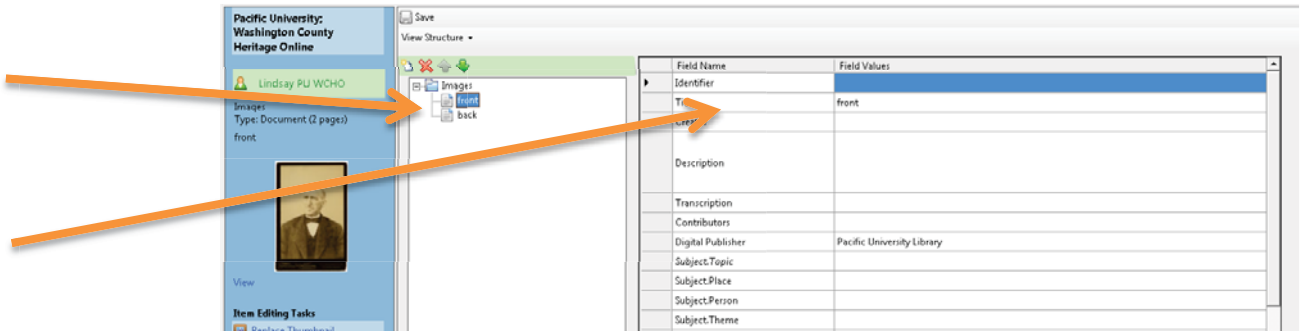 Pacific University:
Washington County
Heritage Online
Lindsay PU WCHO
Images
Type: Document (2 pages)
front
View
Item Editing Tasks
Replace Thumbnail
Save
View Structure
Images
front
back
Field Name Field Values
Identifier
front
Description
Transcription
Contributors
Digital Publisher Pacific University Library
Subject.Topic
Subject.Place
Subject.Person
Subject.Theme